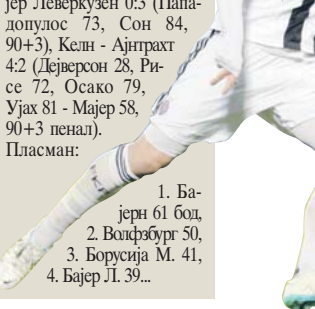 јер Леверкузен 0:3 (Папа-
допулос 73, Сон 84,
90+3), Келн - Ајнтрахт
4:2 (Дејверсон 28, Ри-
се 72, Осако 79,
Ујах 81 - Мајер 58,
90+3 пенал).
Пласман:
1. Ба-
јерн 61 бод,
2. Волфзбург 50,
3. Борусија М. 41,
4. Бајер Л. 39...